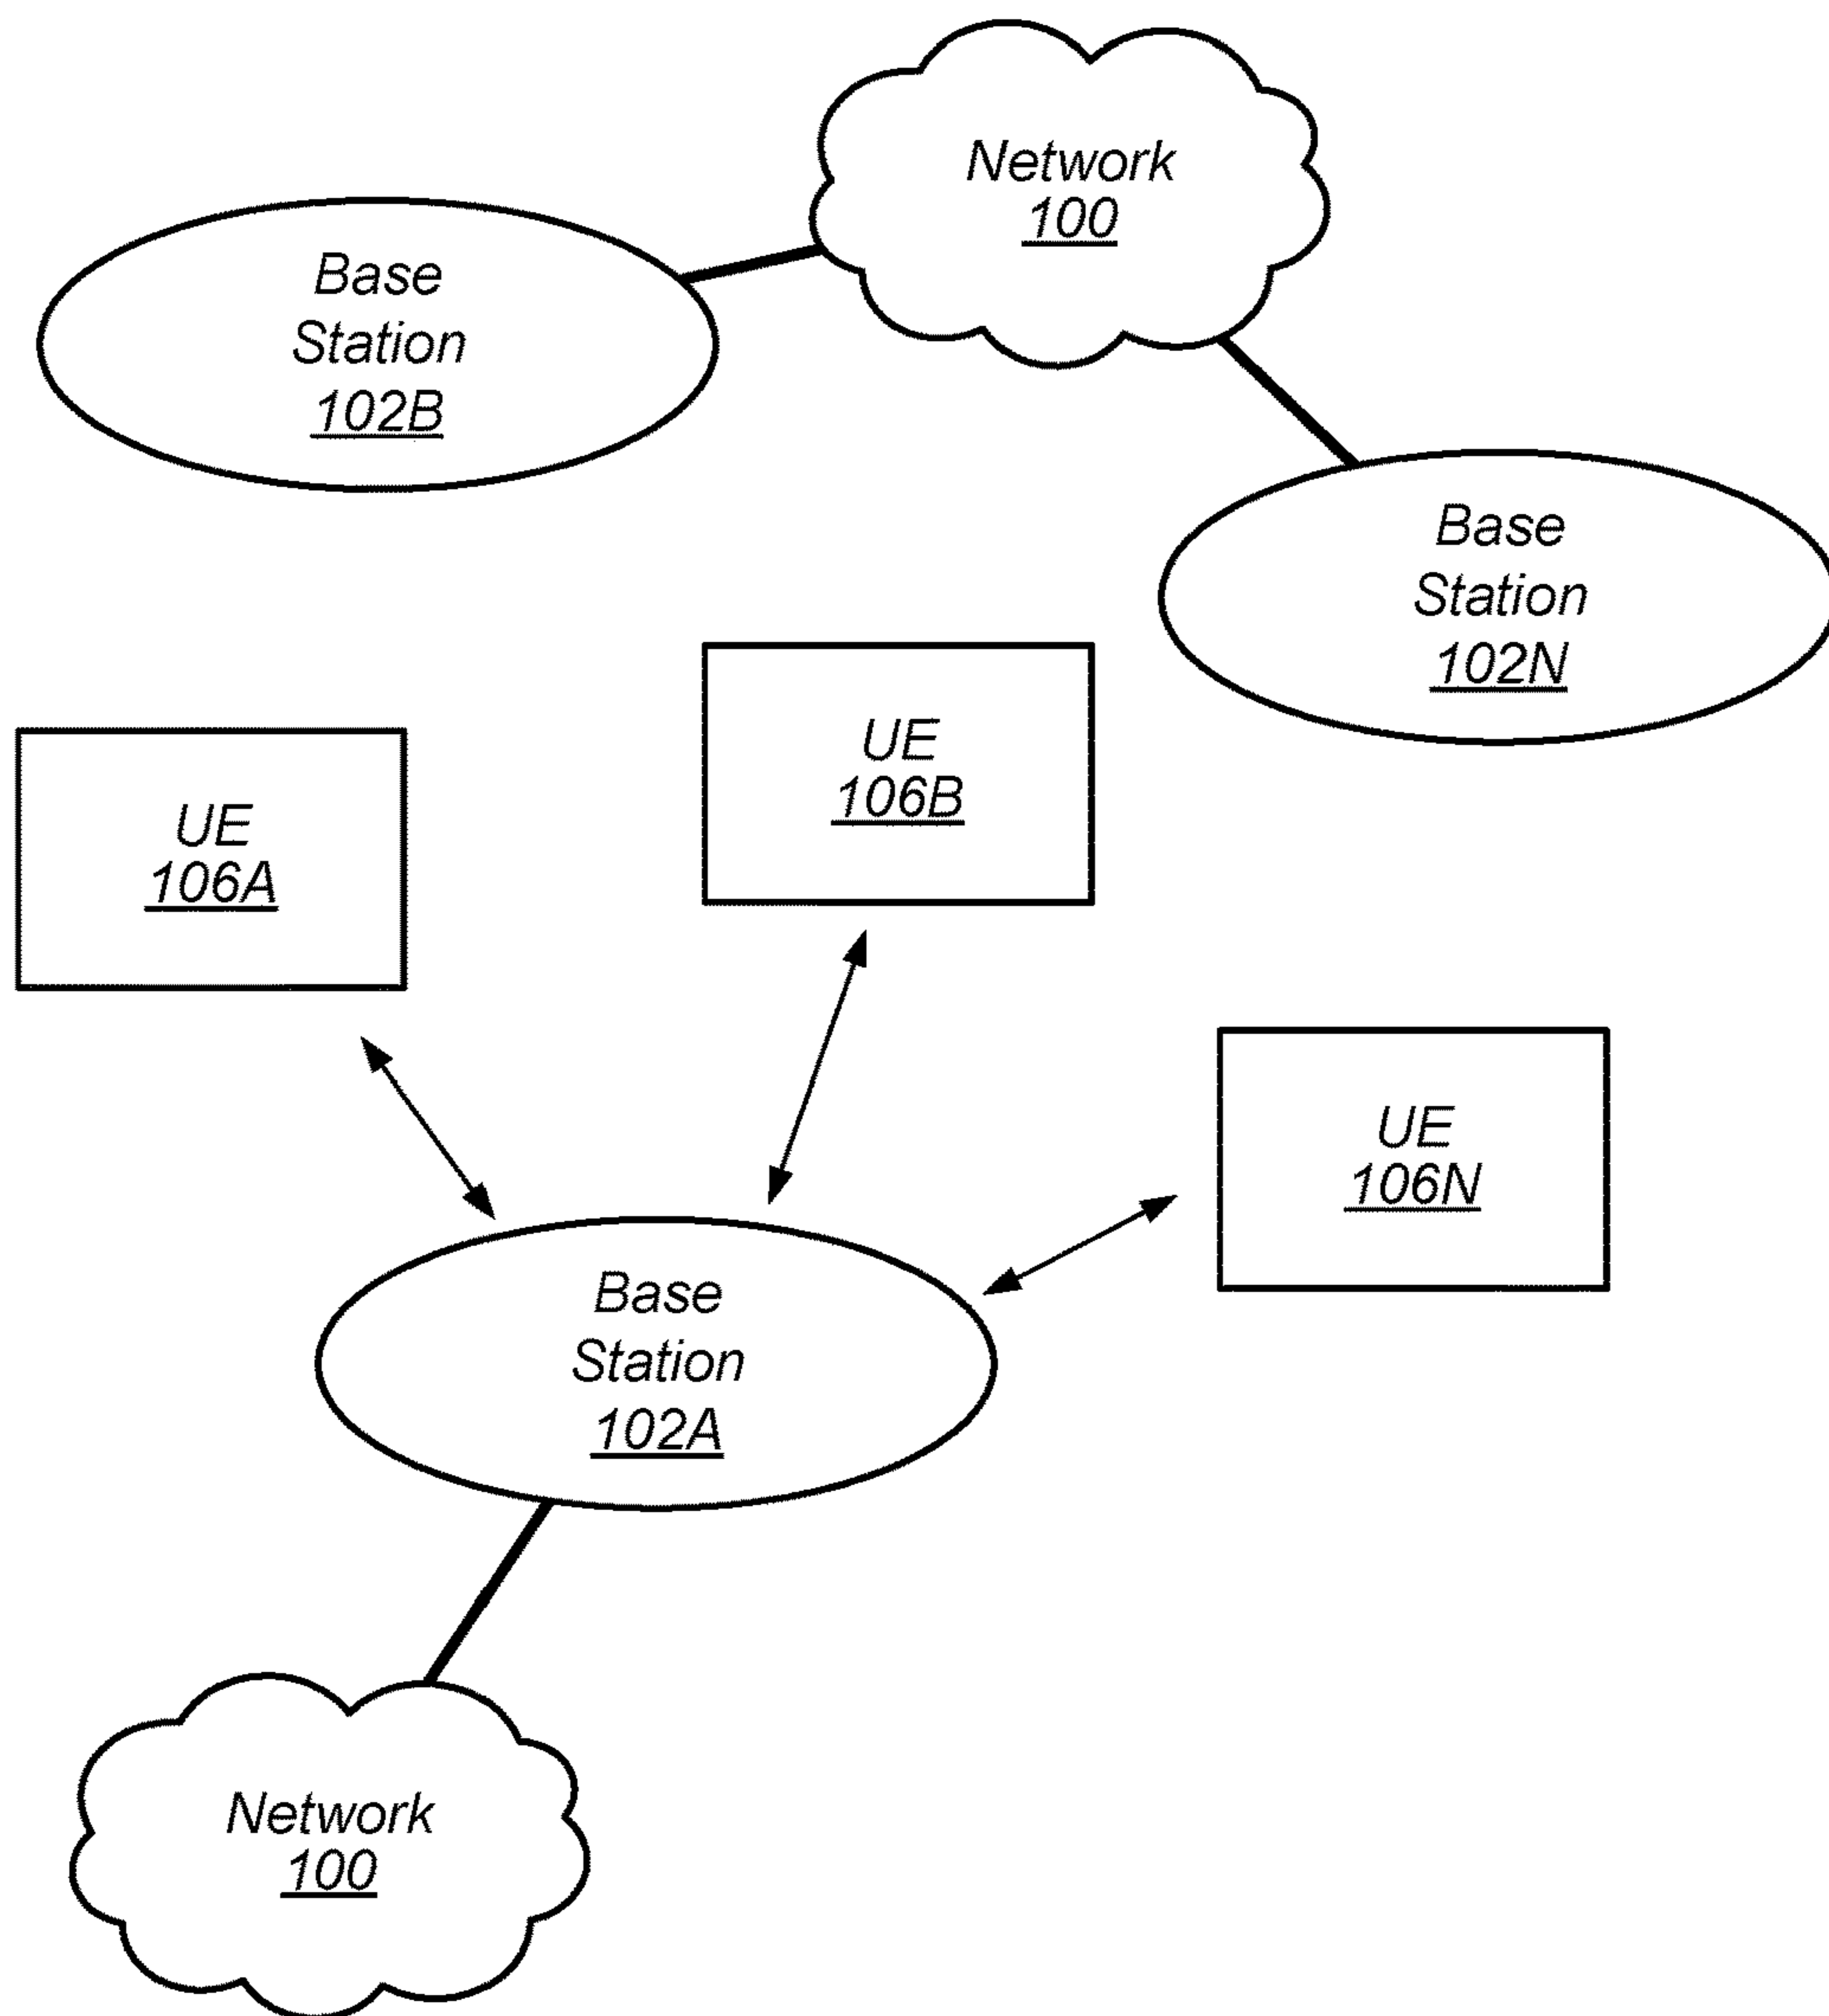 Network
100
Base
Station
102B
Base
Station
102N
UE
106B
UE
106A
UE
106N
Base
Station
102A
Network
100